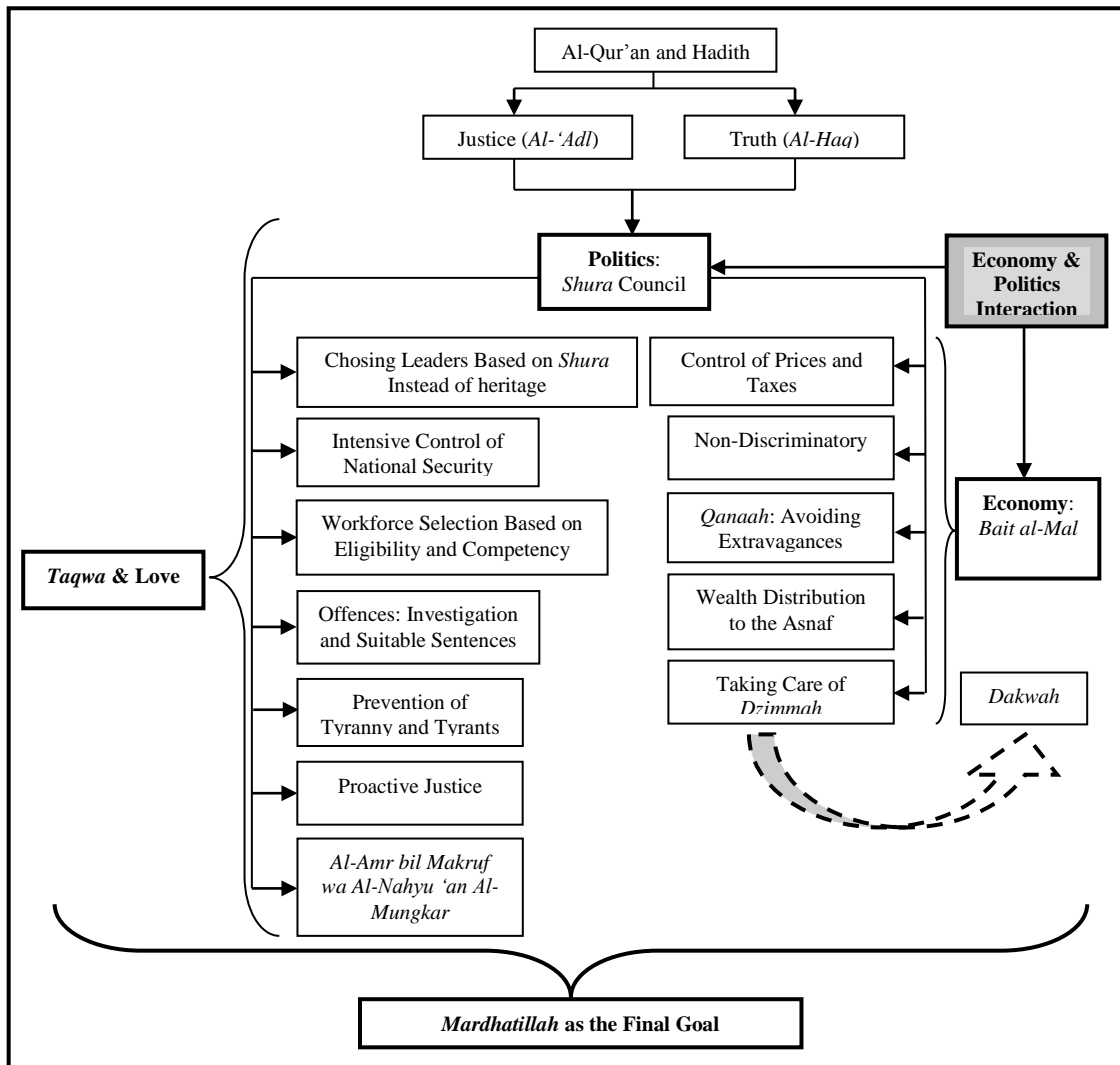 Al-Qur’an and Hadith
Justice (Al-‘Adl)
Truth (Al-Haq)
Politics:
Shura Council
Economy &
Politics
Interaction
Chosing Leaders Based on Shura
Instead of heritage
Intensive Control of
National Security
Workforce Selection Based on
Eligibility and Competency
Offences: Investigation
and Suitable Sentences
Prevention of
Tyranny and Tyrants
Proactive Justice
Al-Amr bil Makruf
wa Al-Nahyu ‘an Al-
Mungkar
Control of Prices and
Taxes
Non-Discriminatory
Qanaah: Avoiding
Extravagances
Wealth Distribution
to the Asnaf
Taking Care of
Dzimmah
Economy:
Bait al-Mal
Taqwa & Love
Dakwah
Mardhatillah as the Final Goal